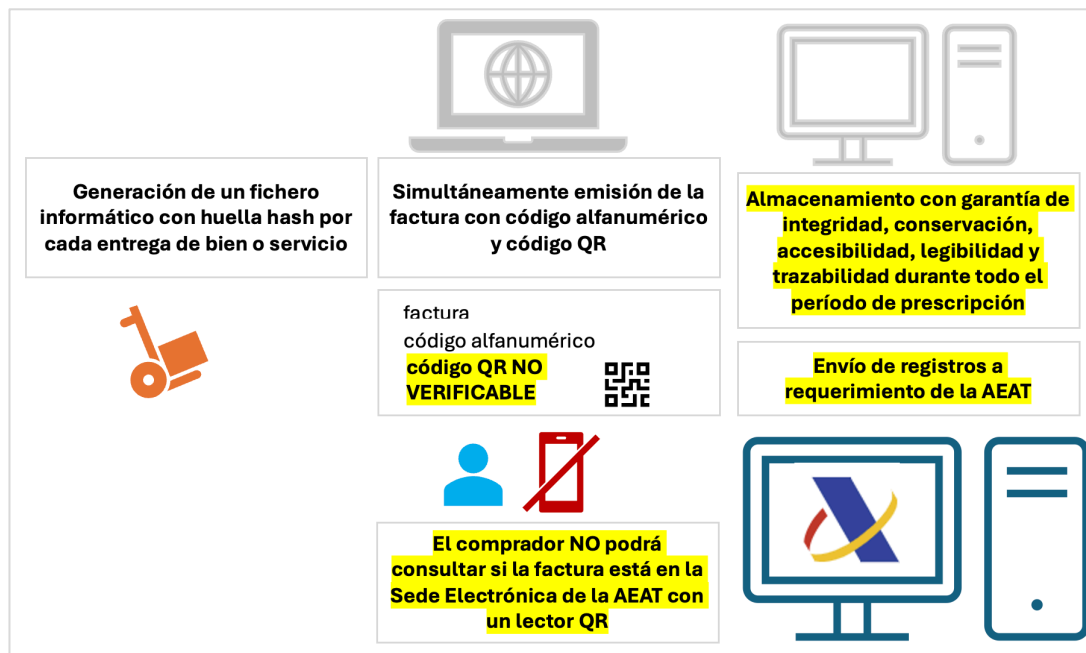 Generación de un fichero
informático con huella hash por
cada entrega de bien o servicio
Simultáneamente emisión de la
factura con código alfanumérico
y código QR
factura
código alfanumérico
código QR NO
VERIFICABLE
El comprador NO podrá
consultar si la factura está en la
Sede Electrónica de la AEAT con
un lector QR
Almacenamiento con garantía de
integridad, conservación,
accesibilidad, legibilidad y
trazabilidad durante todo el
período de prescripción
Envío de registros a
requerimiento de la AEAT